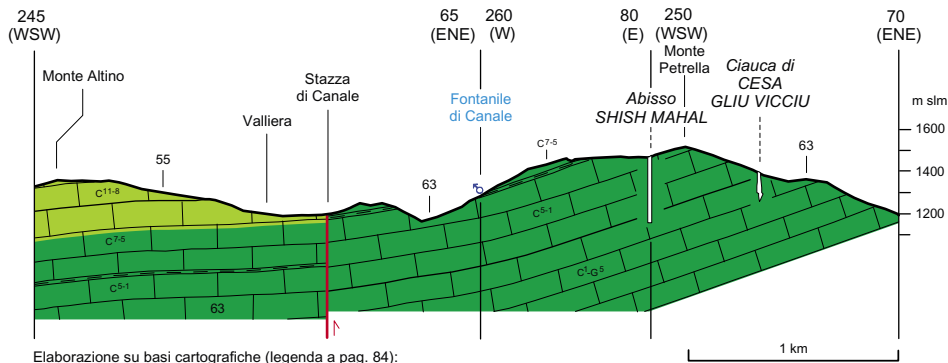 245
(WSW)
65
(ENE)
260
(W)
80
(E)
250
(WSW)
70
(ENE)
Monte Altino
Valliera
Stazza
di Canale
Fontanile
di Canale
Abisso
SHISH MAHAL
Monte
Petrella
Ciauca di
CESA
GLIU VICCIU
m slm
1600
1400
1200
55
63
63
C7-5
C11-8
C7-5
C5-1
C5-1
C1-G5
63
1 km
Elaborazione su basi cartografiche (legenda a pag. 84):